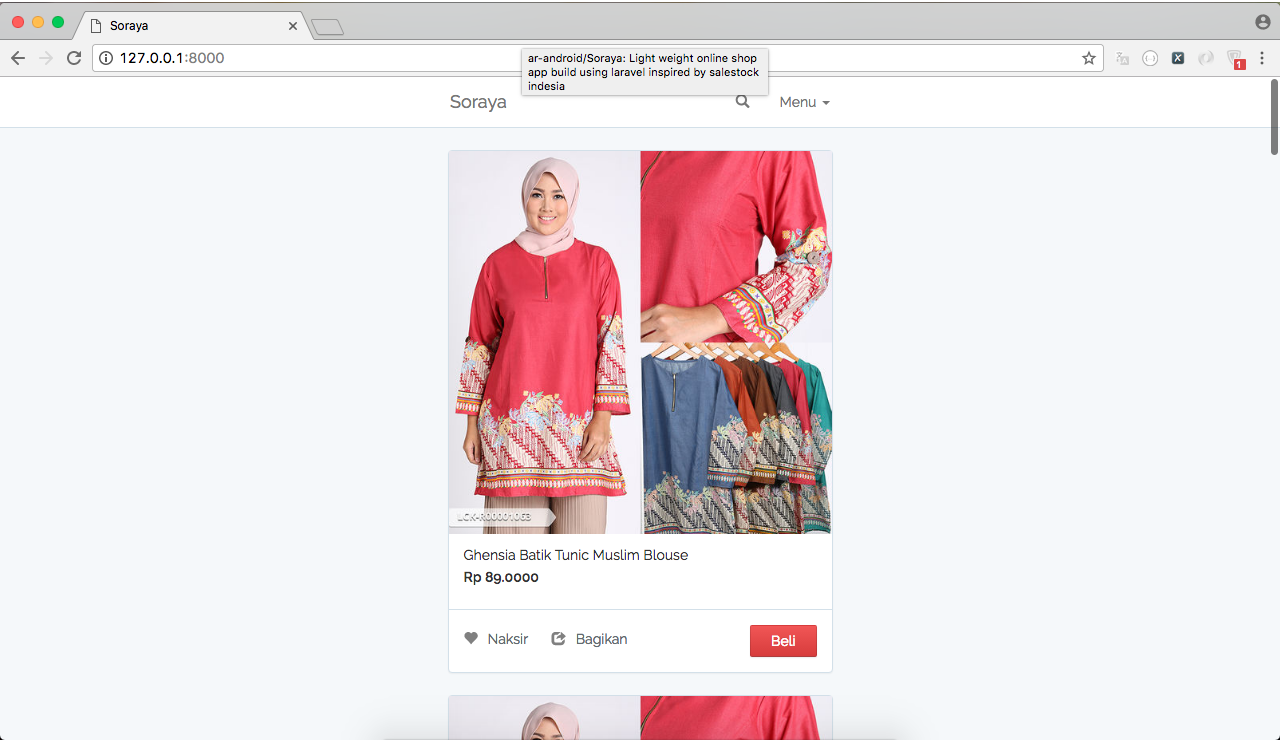 Soraya
127.0.0.1:8000
ar-android/Soraya: Light weight online shop
app build using laravel inspired by salestock
indesia
1
Soraya
Menu
LCK-R00001063
Ghensia Batik Tunic Muslim Blouse
Rp 89.0000
Naksir
Bagikan
Beli